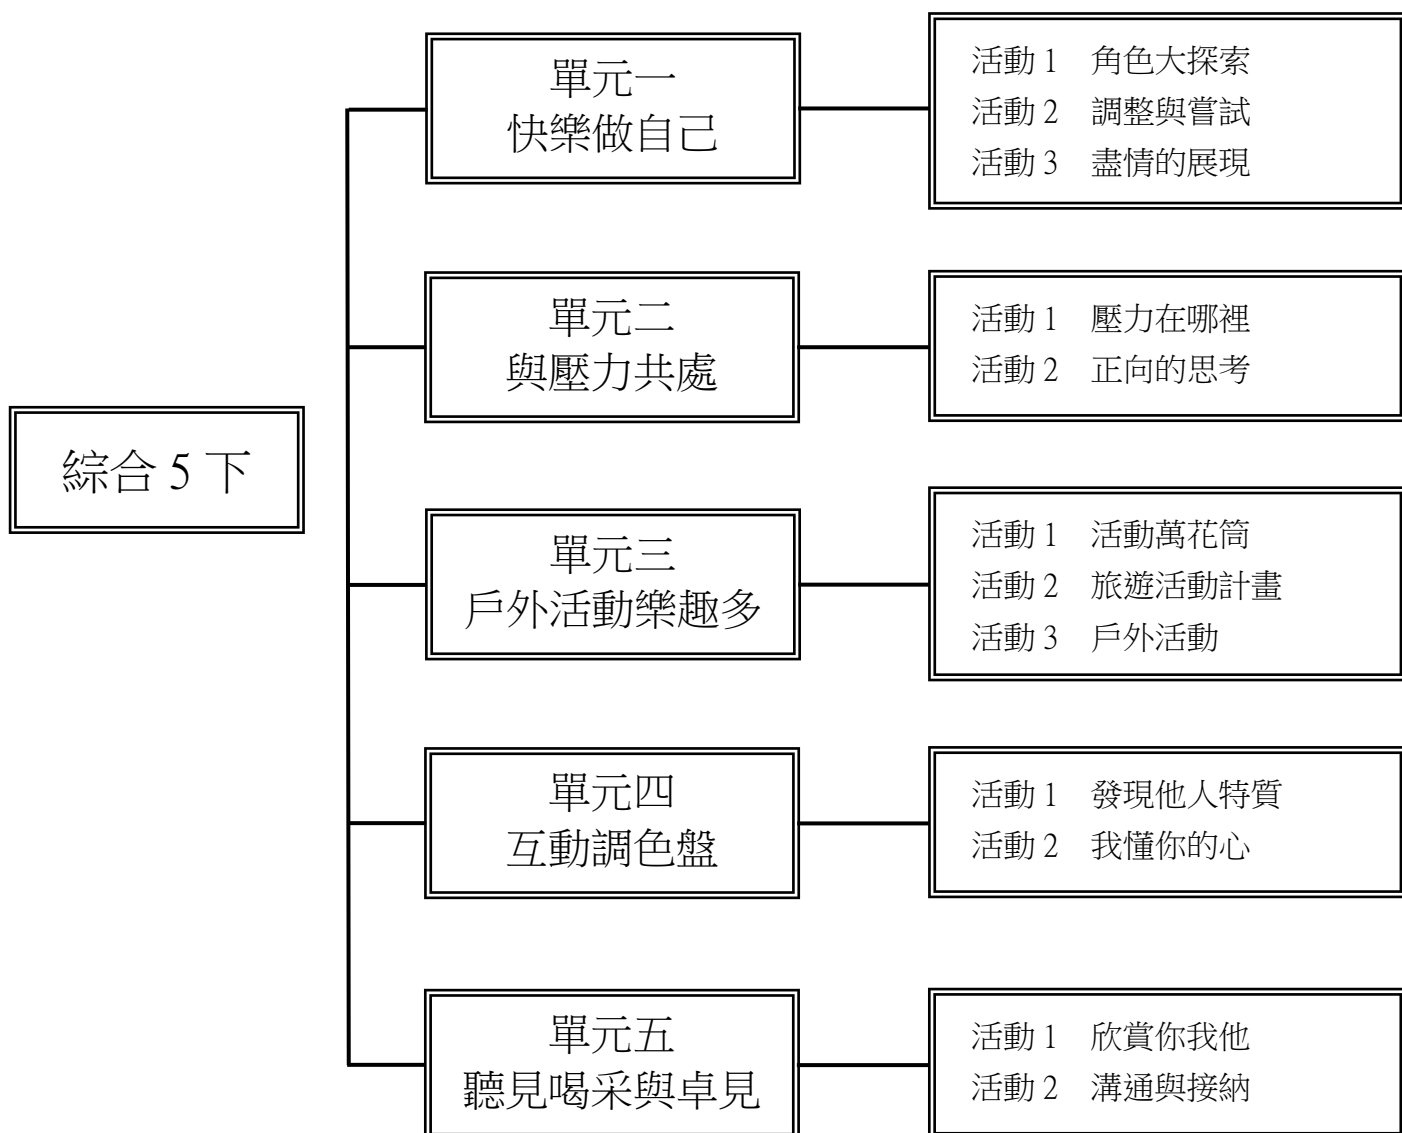 綜合 5 下
單元一
快樂做自己
活動 1 角色大探索
活動 2 調整與嘗試
活動 3 盡情的展現
單元二
與壓力共處
活動 1 壓力在哪裡
活動 2 正向的思考
單元三
戶外活動樂趣多
活動 1 活動萬花筒
活動 2 旅遊活動計畫
活動 3 戶外活動
單元四
互動調色盤
活動 1 發現他人特質
活動 2 我懂你的心
單元五
聽見喝采與卓見
活動 1 欣賞你我他
活動 2 溝通與接納